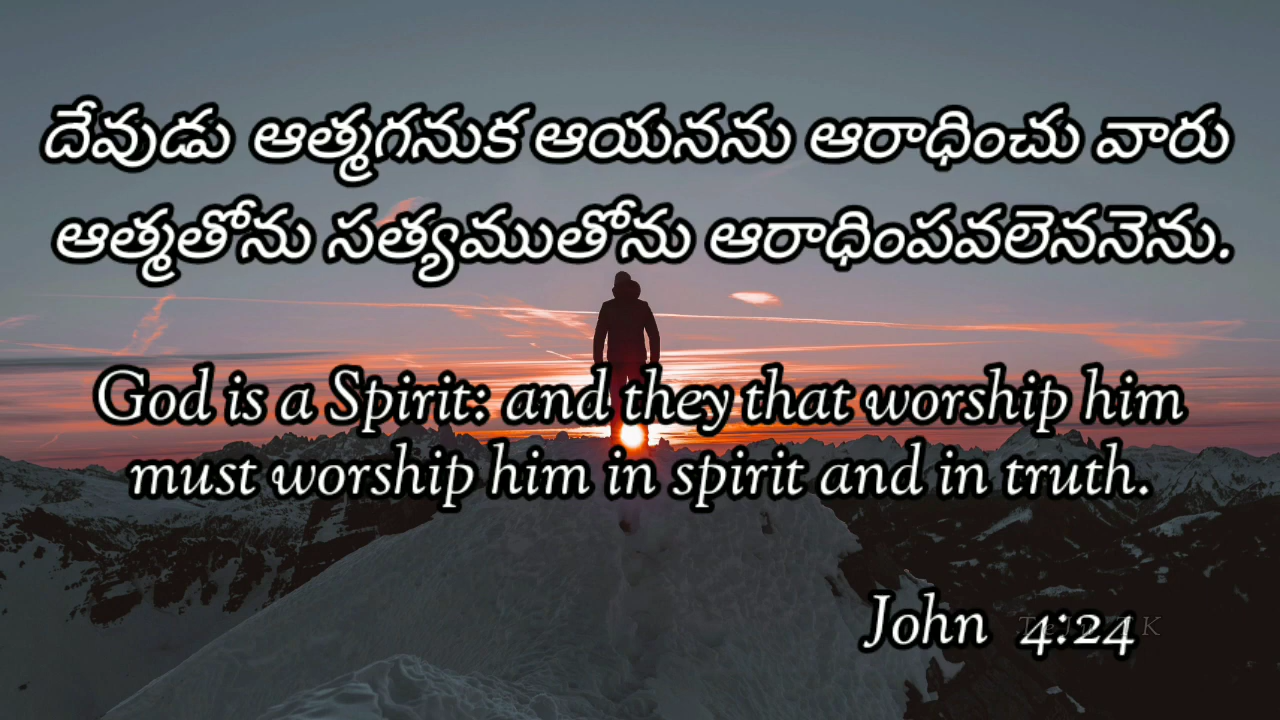 దేవుడు ఆత్మగనుక ఆయనను ఆరాధించు వారు
ఆత్మతోను సత్యముతోను ఆరాధింపవలెననెను.
God is a Spirit: and they that worship him
must worship him in spirit and in truth.
John 4:24